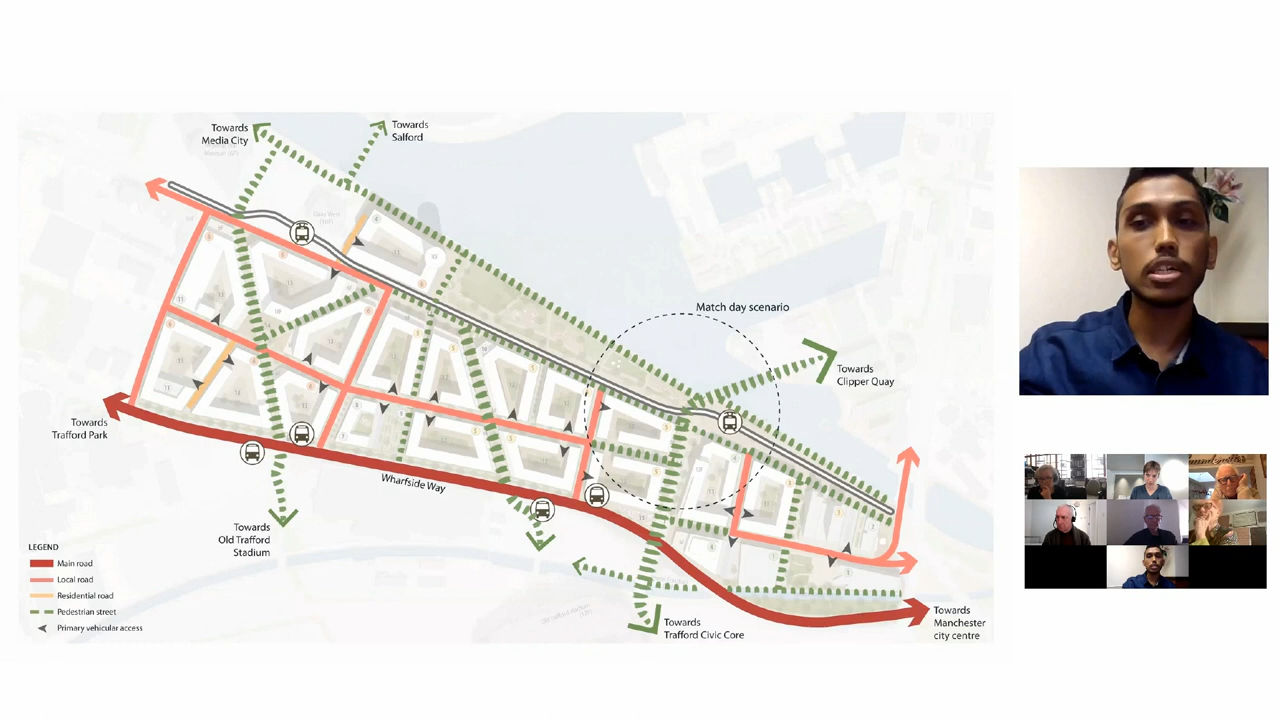 Towards
Media City
Towards
Salford
Match day scenario
Towards
Clipper Quay
Towards
Trafford Park
Wharfside Way
Towards
Old Trafford
Stadium
LEGEND
Main road
Local road
Residential road
Pedestrian street
Primary vehicular access
Towards
Trafford Civic Core
Towards
Manchester
city centre